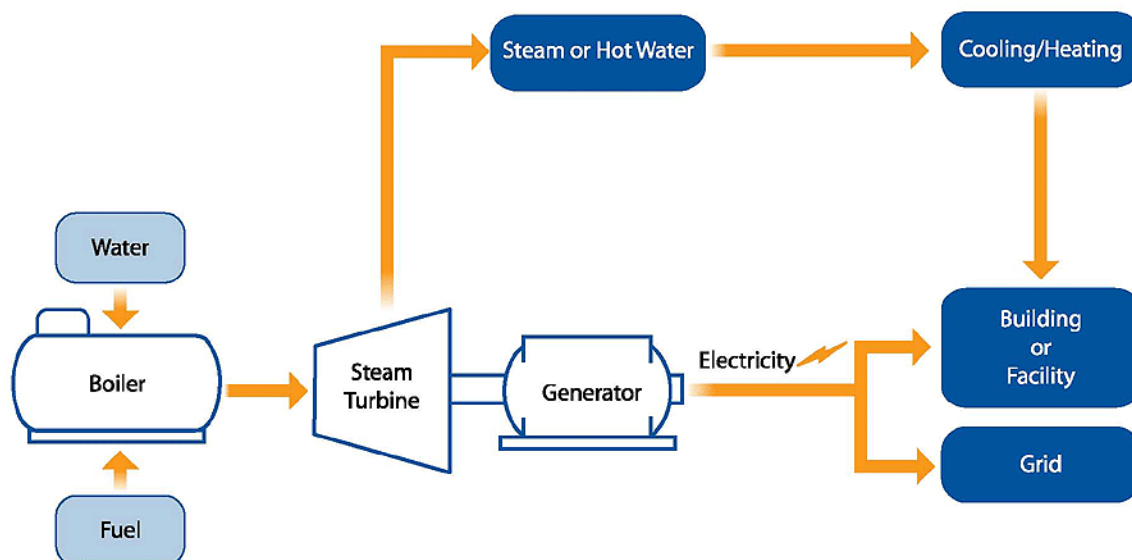 Steam or Hot Water
Cooling/Heating
Water
Boiler
Fuel
Steam
Turbine
Generator
Electricity
Building
or
Facility
Grid